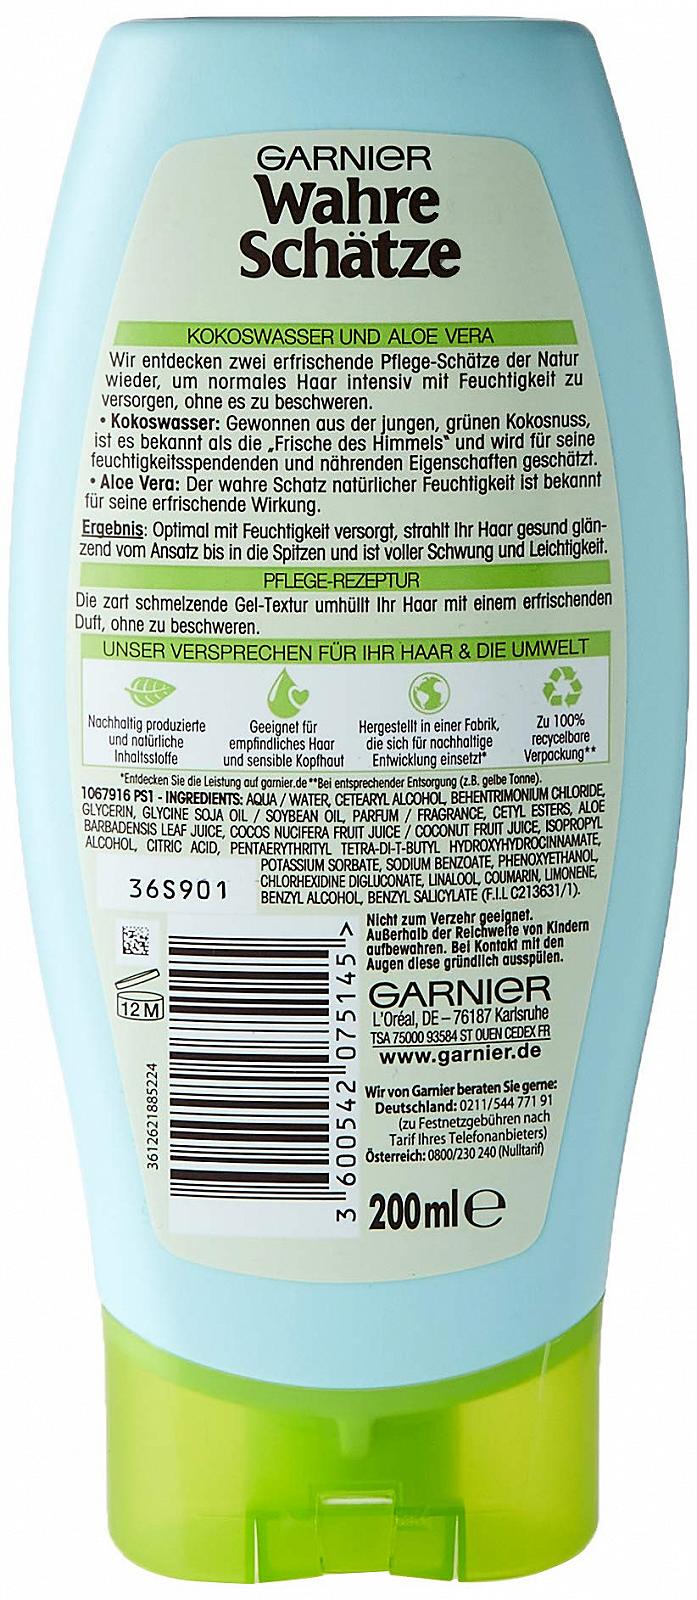 GARNIER
Wahre
Schätze
KOKOSWASSER UND ALOE VERA
Wir entdecken zwei erfrischende Pflege-Schätze der Natur
wieder, um normales Haar intensiv mit Feuchtigkeit zu
versorgen, ohne es zu beschweren.
• Kokoswasser: Gewonnen aus der jungen, grünen Kokosnuss,
ist es bekannt als die „Frische des Himmels“ und wird für seine
feuchtigkeitsspendenden und nährenden Eigenschaften geschätzt.
• Aloe Vera: Der wahre Schatz natürlicher Feuchtigkeit ist bekannt
für seine erfrischende Wirkung.
Ergebnis: Optimal mit Feuchtigkeit versorgt, strahlt Ihr Haar gesund glän-
zend vom Ansatz bis in die Spitzen und ist voller Schwung und Leichtigkeit.
PFLEGE-REZEPTUR
Die zart schmelzende Gel-Textur umhüllt Ihr Haar mit einem erfrischenden
Duft, ohne zu beschweren.
UNSER VERSPRECHEN FÜR IHR HAAR & DIE UMWELT
Nachhaltig produzierte
und natürliche
Inhaltsstoffe
Geeignet für
empfindliches Haar
und sensible Kopfhaut
Hergestellt in einer Fabrik,
die sich für nachhaltige
Entwicklung einsetzt*
Zu 100%
recycelbare
Verpackung**
*Entdecken Sie die Leistung auf garnier.de **Bei entsprechender Entsorgung (z.B. gelbe Tonne).
1067916 PS1 - INGREDIENTS: AQUA / WATER, CETEARYL ALCOHOL, BEHENTRIMONIUM CHLORIDE,
GLYCERIN, GLYCINE SOJA OIL / SOYBEAN OIL, PARFUM / FRAGRANCE, CETYL ESTERS, ALOE
BARBADENSIS LEAF JUICE, COCOS NUCIFERA FRUIT JUICE / COCONUT FRUIT JUICE, ISOPROPYL
ALCOHOL, CITRIC ACID, PENTAERYTHRITYL TETRA-DI-T-BUTYL HYDROXYHYDROCINNAMATE,
POTASSIUM SORBATE, SODIUM BENZOATE, PHENOXYETHANOL,
CHLORHEXIDINE DIGLUCONATE, LINALOOL, COUMARIN, LIMONENE,
BENZYL ALCOHOL, BENZYL SALICYLATE (F.I.L C213631/1).
36S901
Nicht zum Verzehr geeignet.
Außerhalb der Reichweite von Kindern
aufbewahren. Bei Kontakt mit den
Augen diese gründlich ausspülen.
12 M
3612621885224
3 600542 075145 >
GARNIER
L'Oréal, DE – 76187 Karlsruhe
TSA 75000 93584 ST OUEN CEDEX FR
www.garnier.de
Wir von Garnier beraten Sie gerne:
Deutschland: 0211/544 771 91
(zu Festnetzgebühren nach
Tarif Ihres Telefonanbieters)
Österreich: 0800/230 240 (Nulltarif)
200 ml e